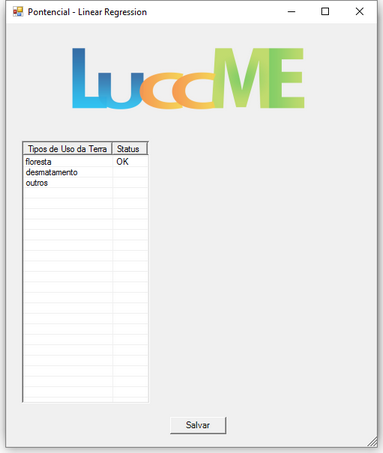 Pontencial - Linear Regression
LuccME
Tipos de Uso da Terra Status
floresta OK
desmatamento
outros
Salvar